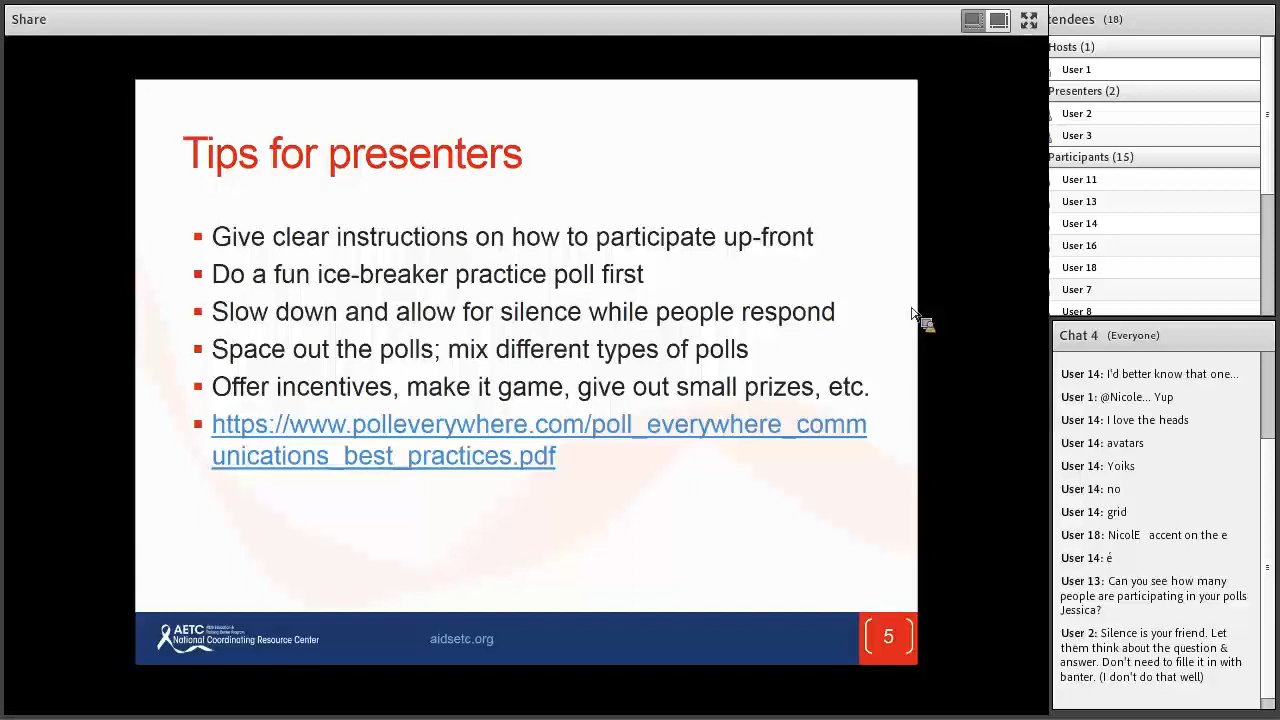 Share
Tips for presenters
Give clear instructions on how to participate up-front
Do a fun ice-breaker practice poll first
Slow down and allow for silence while people respond
Space out the polls; mix different types of polls
Offer incentives, make it game, give out small prizes, etc.
https://www.polleverywhere.com/poll_everywhere_comm
unications_best_practices.pdf
AETC
National Coordinating Resource Center
aidsetc.org
5
tendees (18)
Hosts (1)
User 1
Presenters (2)
User 2
User 3
Participants (15)
User 11
User 13
User 14
User 16
User 18
User 7
User 8
Chat 4 (Everyone)
User 14: I'd better know that one...
User 1: @Nicole... Yup
User 14: I love the heads
User 14: avatars
User 14: Yoiks
User 14: no
User 14: grid
User 18: NicolE accent on the e
User 14: é
User 13: Can you see how many
people are participating in your polls
Jessica?
User 2: Silence is your friend. Let
them think about the question &
answer. Don't need to fille it in with
banter. (I don't do that well)